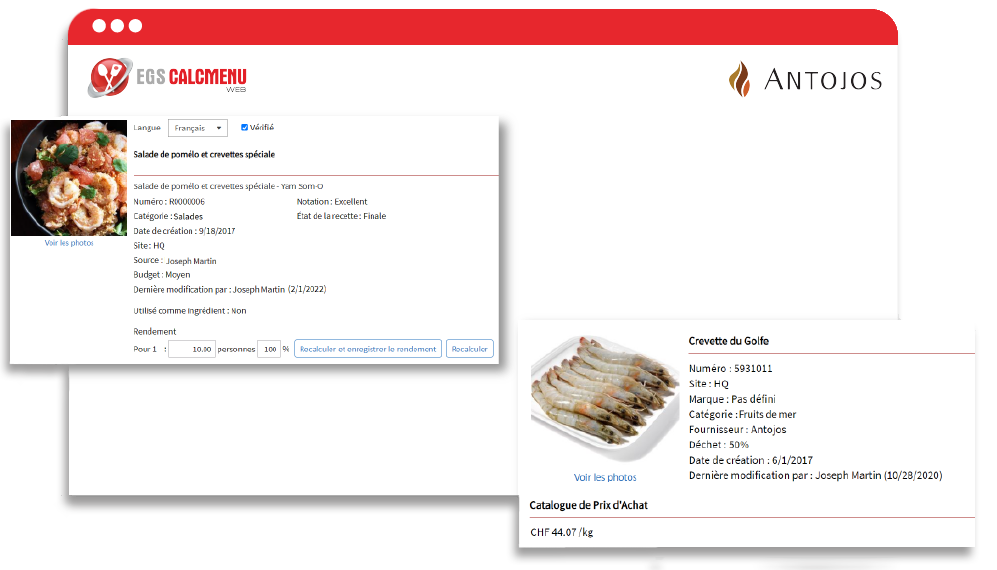 EGS CALCMENU
WEB
ANTOJOS
Langue Français Vérifié
Salade de pomélo et crevettes spéciale
Salade de pomélo et crevettes spéciale - Yam Som-O
Numéro : R0000006 Notation : Excellent
Catégorie : Salades État de la recette : Finale
Date de création : 9/18/2017
Site : HQ
Source : Joseph Martin
Budget : Moyen
Dernière modification par : Joseph Martin (2/1/2022)
Utilisé comme ingrédient : Non
Rendement
Pour 1 : 10.00 personnes 100 % Recalculer et enregistrer le rendement Recalculer
Voir les photos
Crevette du Golfe
Numéro : 5931011
Site : HQ
Marque : Pas défini
Catégorie : Fruits de mer
Fournisseur : Antojos
Déchet : 50%
Date de création : 6/1/2017
Dernière modification par : Joseph Martin (10/28/2020)
Voir les photos
Catalogue de Prix d'Achat
CHF 44.07 /kg